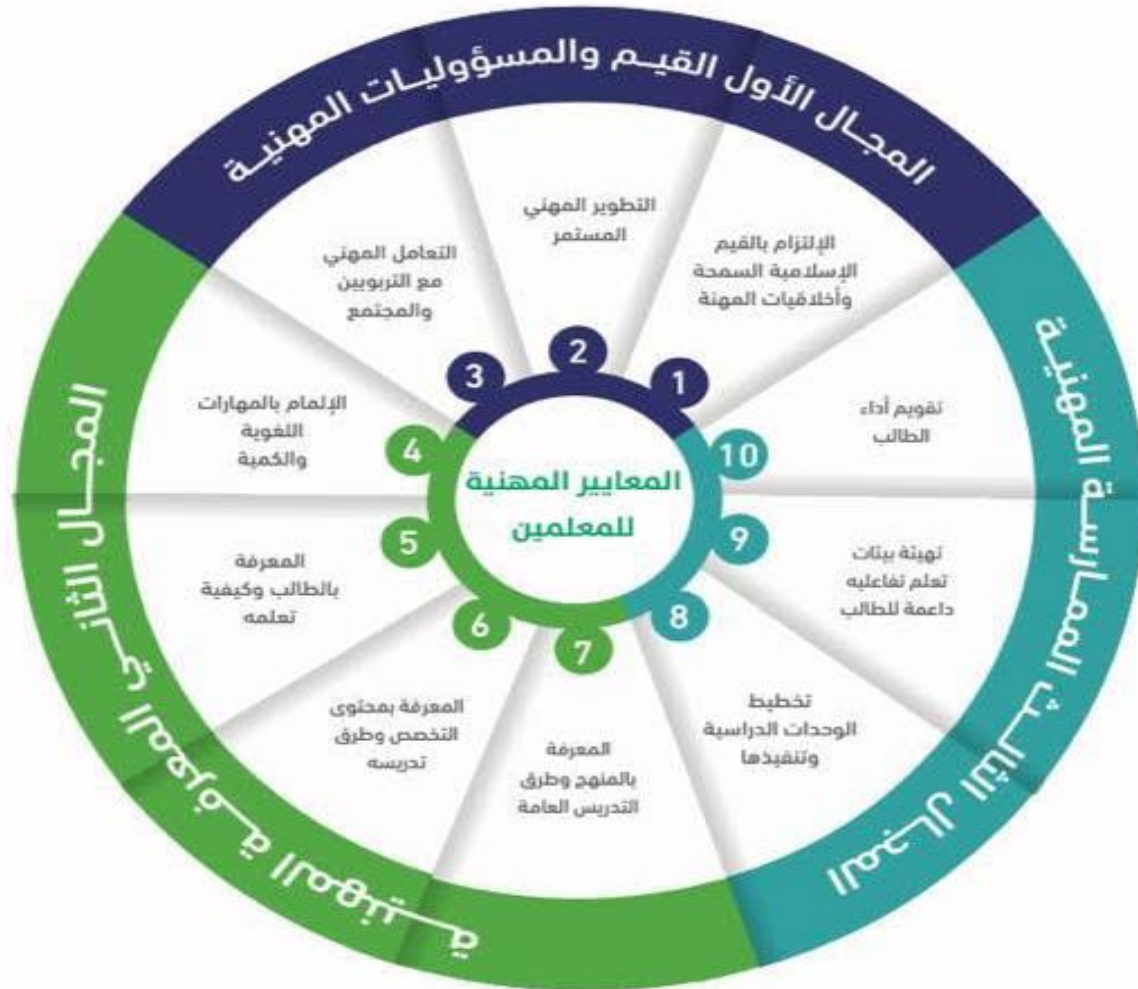 المجال الأول القيم والمسؤوليات المهنية
1
الإلتزام بالقيم
الإسلامية السمحة
وأخلاقيات المهنة
2
التطوير المهني
المستمر
3
التعامل المهني
مع التربويين
والمجتمع
المجال الثاني المعرفة المهنية
4
الإلمام بالمهارات
اللغوية
والكمية
5
المعرفة
بالطالب وكيفية
تعلمه
6
المعرفة بمحتوى
التخصص وطرق
تدريسه
7
المعرفة
بالمنهج وطرق
التدريس العامة
المجال الثالث الممارسة المهنية
8
تخطيط
الوحدات الدراسية
وتنفيذها
9
تهيئة بيئات
تعلم تفاعليه
داعمة للطالب
10
تقويم أداء
الطالب
المعايير المهنية
للمعلمين